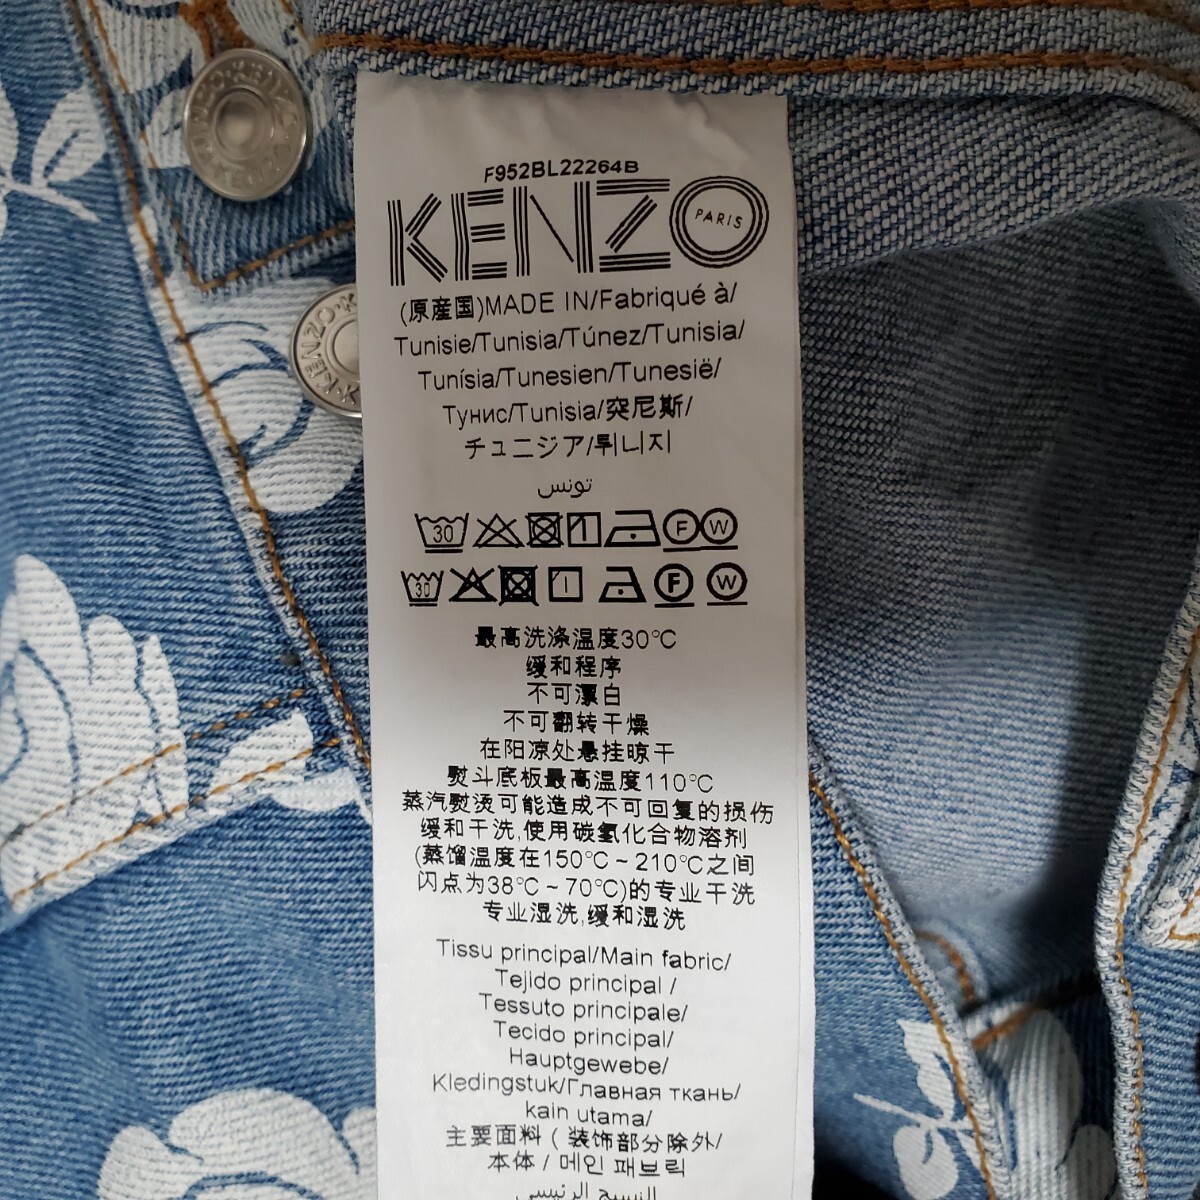 F952BL22264B
KENZO PARIS
(原産国)MADE IN/Fabriqué à/
Tunisie/Tunisia/Túnez/Tunisia/
Tunísia/Tunesien/Tunesië/
Тунис/Tunisia/突尼斯/
チュニジア/튀니지
تونس
30 F W
30 F W
最高洗涤温度30°C
缓和程序
不可漂白
不可翻转干燥
在阳凉处悬挂晾干
熨斗底板最高温度110°C
蒸汽熨烫可能造成不可回复的损伤
缓和干洗,使用碳氢化合物溶剂
(蒸馏温度在150°C ~ 210°C之间
闪点为38°C ~ 70°C)的专业干洗
专业湿洗,缓和湿洗
Tissu principal/Main fabric/
Tejido principal /
Tessuto principale/
Tecido principal/
Hauptgewebe/
Kledingstuk/Главная ткань/
kain utama/
主要面料 ( 装饰部分除外/
本体 / 메인 패브릭
النسيج الرئيسي
KENZO